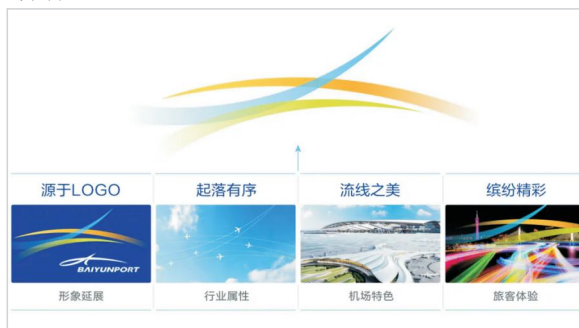 源于LOGO
起落有序
流线之美
缤纷精彩
BAIYUNPORT
形象延展
行业属性
机场特色
旅客体验